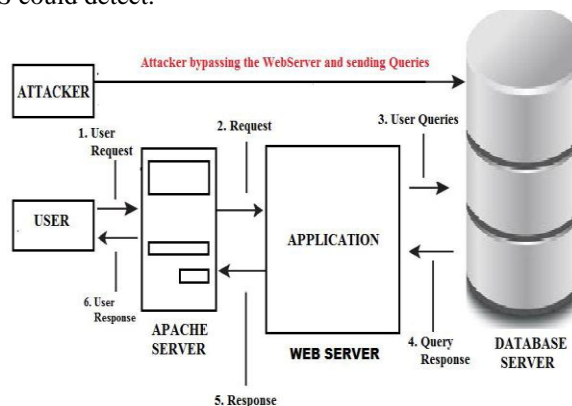 S could detect.
Attacker bypassing the WebServer and sending Queries
ATTACKER
1. User
Request
2. Request
3. User Queries
USER
APPLICATION
6. User
Response
APACHE
SERVER
WEB SERVER
4. Query
Response
DATABASE
SERVER
5. Response